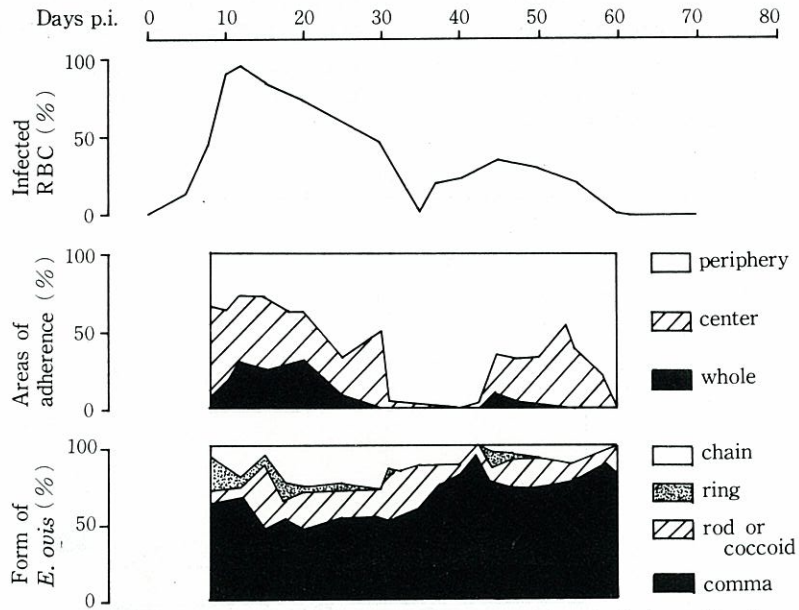 Days p.i. 0 10 20 30 40 50 60 70 80
Infected
RBC (%)
100
50
0
Areas of
adherence (%)
100
50
0
periphery
center
whole
Form of
E. ovis (%)
100
50
0
chain
ring
rod or
coccoid
comma